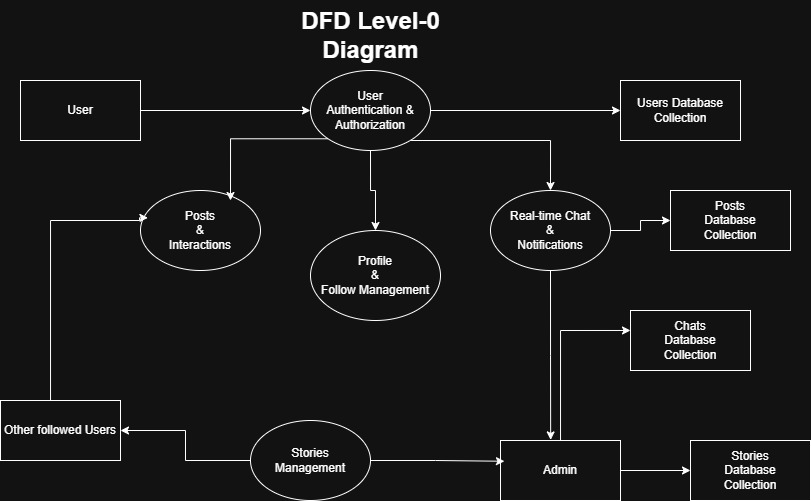 DFD Level-0
Diagram
User
User
Authentication &
Authorization
Users Database
Collection
Posts
&
Interactions
Profile
&
Follow Management
Real-time Chat
&
Notifications
Posts
Database
Collection
Chats
Database
Collection
Other followed Users
Stories
Management
Admin
Stories
Database
Collection